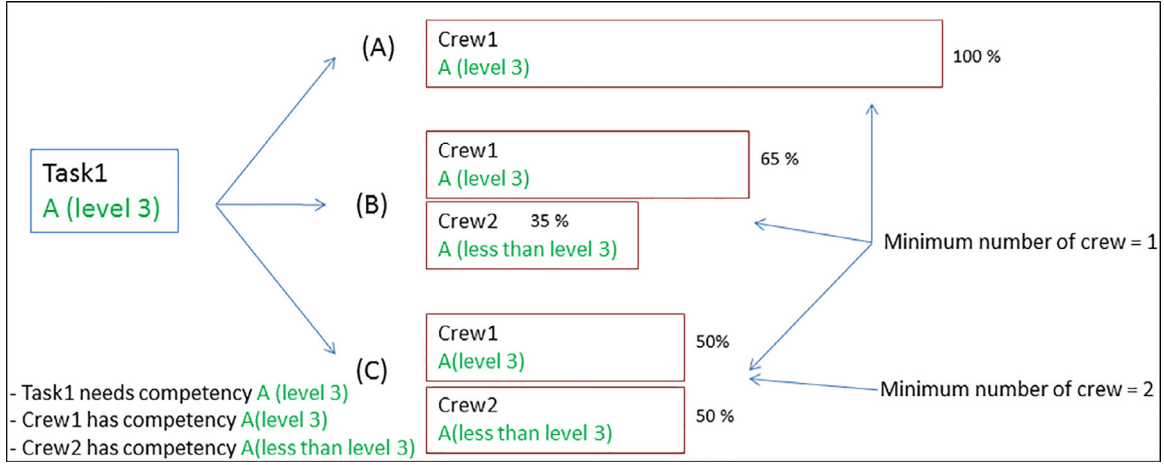 Task1
A (level 3)
(A)
Crew1
A (level 3)
100 %
(B)
Crew1
A (level 3)
65 %
Crew2 35 %
A (less than level 3)
Minimum number of crew = 1
(C)
Crew1
A(level 3)
50%
Crew2
A(less than level 3)
50 %
Minimum number of crew = 2
- Task1 needs competency A (level 3)
- Crew1 has competency A(level 3)
- Crew2 has competency A(less than level 3)